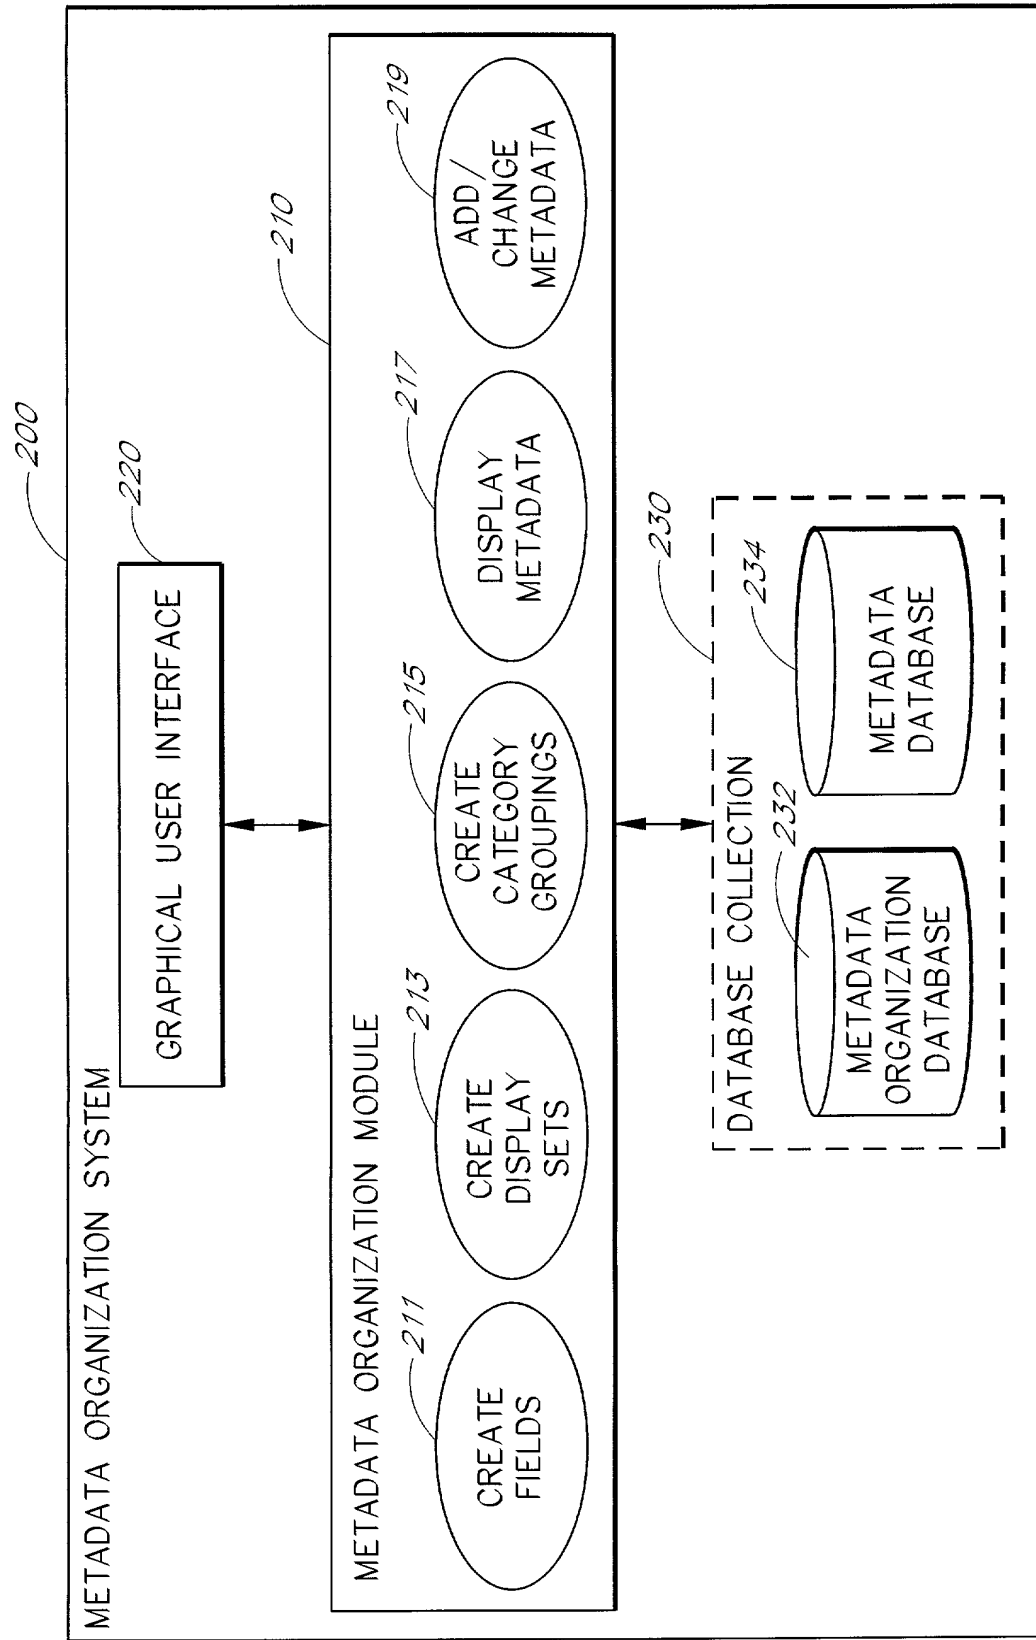 METADATA ORGANIZATION SYSTEM
200
GRAPHICAL USER INTERFACE
220
METADATA ORGANIZATION MODULE
210
CREATE
FIELDS
211
CREATE
DISPLAY
SETS
213
CREATE
CATEGORY
GROUPINGS
215
DISPLAY
METADATA
217
ADD/
CHANGE
METADATA
219
DATABASE COLLECTION
230
METADATA
ORGANIZATION
DATABASE
232
METADATA
DATABASE
234